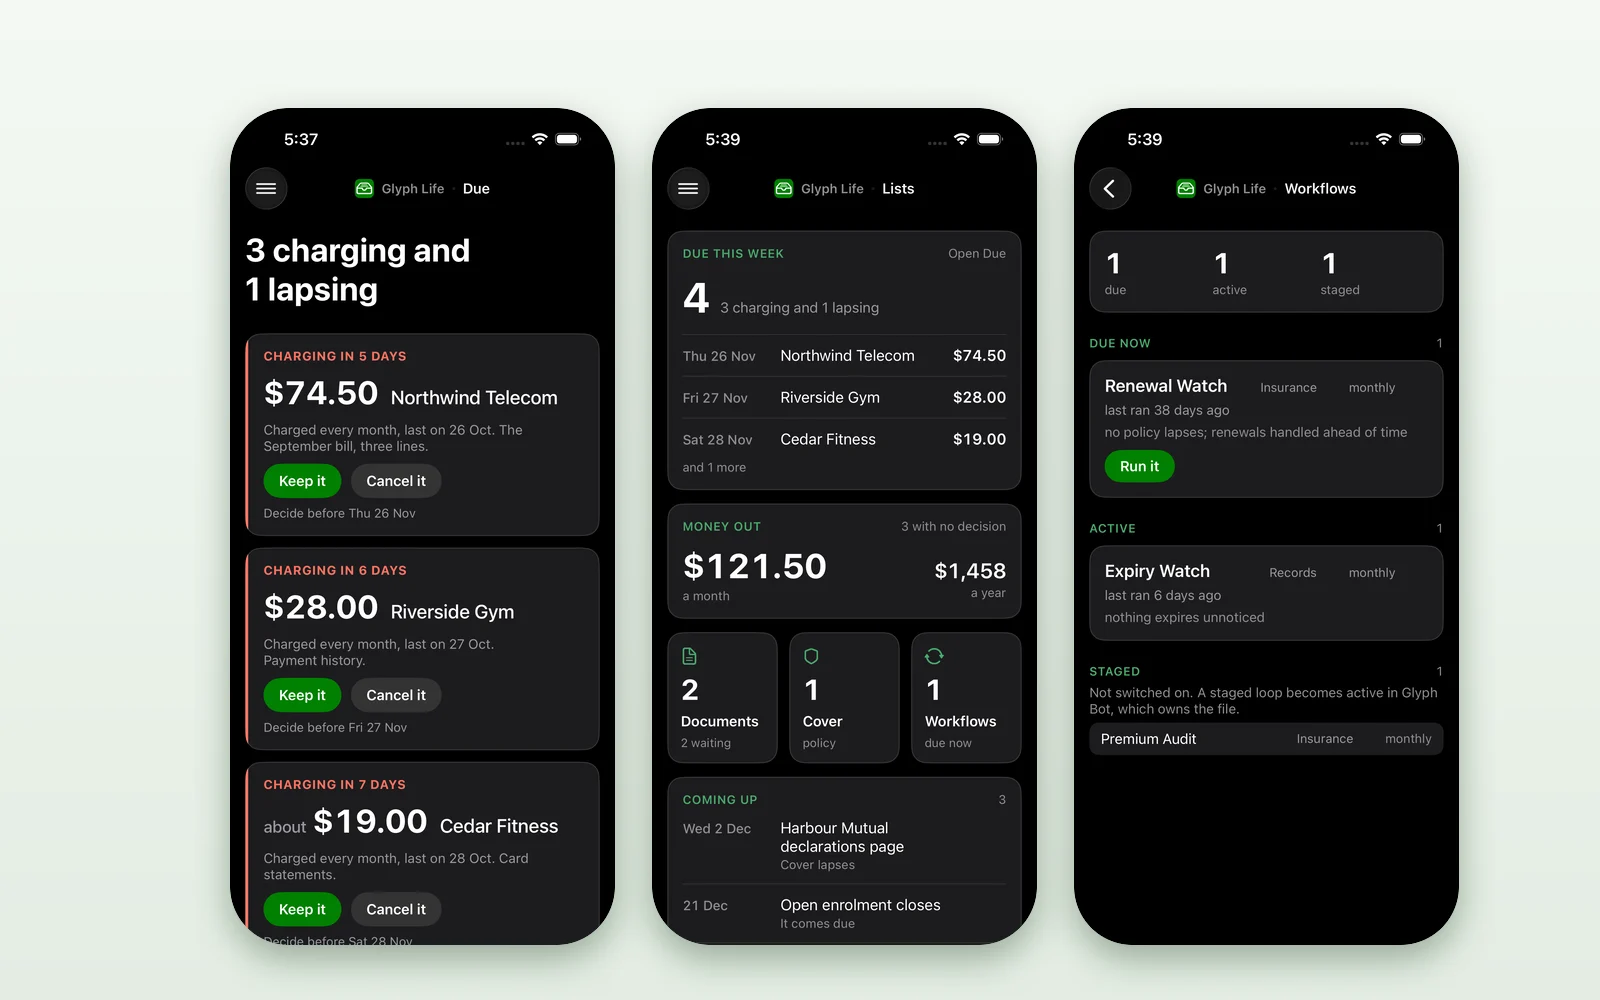 5:37
Glyph Life · Due
3 charging and
1 lapsing
CHARGING IN 5 DAYS
$74.50 Northwind Telecom
Charged every month, last on 26 Oct. The
September bill, three lines.
Keep it
Cancel it
Decide before Thu 26 Nov
CHARGING IN 6 DAYS
$28.00 Riverside Gym
Charged every month, last on 27 Oct.
Payment history.
Keep it
Cancel it
Decide before Fri 27 Nov
CHARGING IN 7 DAYS
about $19.00 Cedar Fitness
Charged every month, last on 28 Oct. Card
statements.
Keep it
Cancel it
Decide before Sat 28 Nov
5:39
Glyph Life · Lists
DUE THIS WEEK
Open Due
4 3 charging and 1 lapsing
Thu 26 Nov Northwind Telecom $74.50
Fri 27 Nov Riverside Gym $28.00
Sat 28 Nov Cedar Fitness $19.00
and 1 more
MONEY OUT
3 with no decision
$121.50
a month
$1,458
a year
2
Documents
2 waiting
1
Cover
policy
1
Workflows
due now
COMING UP
3
Wed 2 Dec
Harbour Mutual
declarations page
Cover lapses
21 Dec
Open enrolment closes
It comes due
5:39
Glyph Life · Workflows
1
due
1
active
1
staged
DUE NOW
1
Renewal Watch Insurance monthly
last ran 38 days ago
no policy lapses; renewals handled ahead of time
Run it
ACTIVE
1
Expiry Watch Records monthly
last ran 6 days ago
nothing expires unnoticed
STAGED
1
Not switched on. A staged loop becomes active in Glyph
Bot, which owns the file.
Premium Audit Insurance monthly